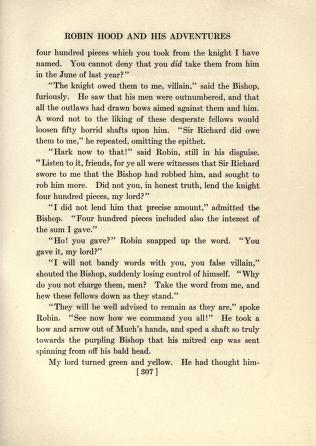 ROBIN HOOD AND HIS ADVENTURES
four hundred pieces which you took from the knight I have
named. You cannot deny that you did take them from him
in the June of last year?"
"The knight owed them to me, villain," said the Bishop,
furiously. He saw that his men were outnumbered, and that
all the outlaws had drawn bows aimed against them and him.
A word not to the liking of these desperate fellows would
loosen fifty horrid shafts upon him. "Sir Richard did owe
them to me," he repeated, omitting the epithet.
"Hark now to that!" said Robin, still in his disguise.
"Listen to it, friends, for ye all were witnesses that Sir Richard
swore to me that the Bishop had robbed him, and sought to
rob him more. Did not you, in honest truth, lend the knight
four hundred pieces, my lord?"
"I did not lend him that precise amount," admitted the
Bishop. "Four hundred pieces included also the interest of
the sum I gave."
"Ho! you gave?" Robin snapped up the word. "You
gave it, my lord?"
"I will not bandy words with you, you false villain,"
shouted the Bishop, suddenly losing control of himself. "Why
do you not charge them, men? Take the word from me, and
hew these fellows down as they stand."
"They will be well advised to remain as they are," spoke
Robin. "See now how we command you all!" He took a
bow and arrow out of Much's hands, and sped a shaft so truly
towards the purpling Bishop that his mitred cap was sent
spinning from off his bald head.
My lord turned green and yellow. He had thought him-
[ 307 ]